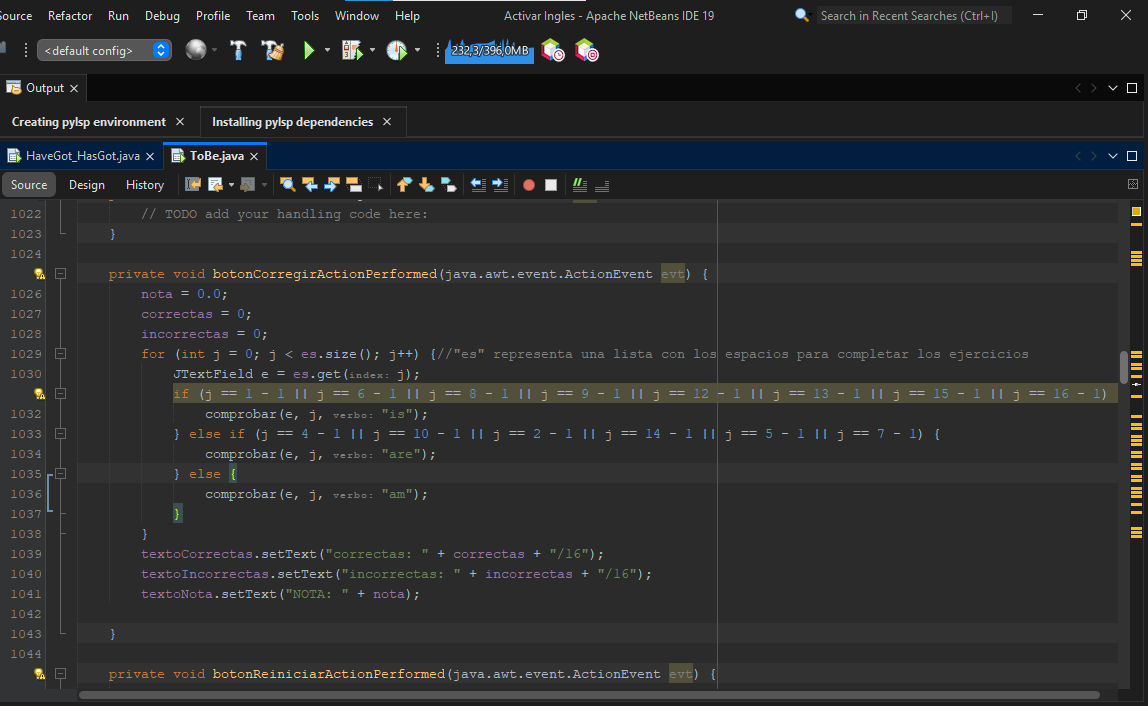 Source Refactor Run Debug Profile Team Tools Window Help Activar Ingles - Apache NetBeans IDE 19 Search in Recent Searches (Ctrl+I)
<default config> 232,3/396,0MB
Output
Creating pylsp environment Installing pylsp dependencies
HaveGot_HasGot.java ToBe.java
Source Design History
1022 // TODO add your handling code here:
1023 }
1024
private void botonCorregirActionPerformed(java.awt.event.ActionEvent evt) {
1026 nota = 0.0;
1027 correctas = 0;
1028 incorrectas = 0;
1029 for (int j = 0; j < es.size(); j++) {//"es" representa una lista con los espacios para completar los ejercicios
1030 JTextField e = es.get(index: j);
if (j == 1 - 1 || j == 6 - 1 || j == 8 - 1 || j == 9 - 1 || j == 12 - 1 || j == 13 - 1 || j == 15 - 1 || j == 16 - 1)
1032 comprobar(e, j, verbo: "is");
1033 } else if (j == 4 - 1 || j == 10 - 1 || j == 2 - 1 || j == 14 - 1 || j == 5 - 1 || j == 7 - 1) {
1034 comprobar(e, j, verbo: "are");
1035 } else {
1036 comprobar(e, j, verbo: "am");
1037 }
1038 }
1039 textoCorrectas.setText("correctas: " + correctas + "/16");
1040 textoIncorrectas.setText("incorrectas: " + incorrectas + "/16");
1041 textoNota.setText("NOTA: " + nota);
1042
1043 }
1044
private void botonReiniciarActionPerformed(java.awt.event.ActionEvent evt) {